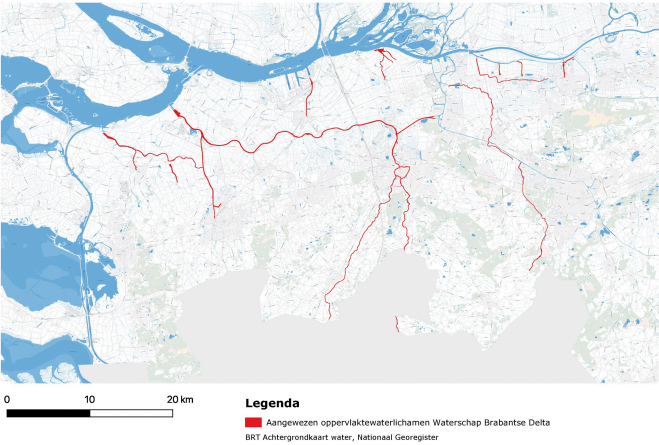 0 10 20 km
Legenda
Aangewezen oppervlaktewaterlichamen Waterschap Brabantse Delta
BRT Achtergrondkaart water, Nationaal Georegister